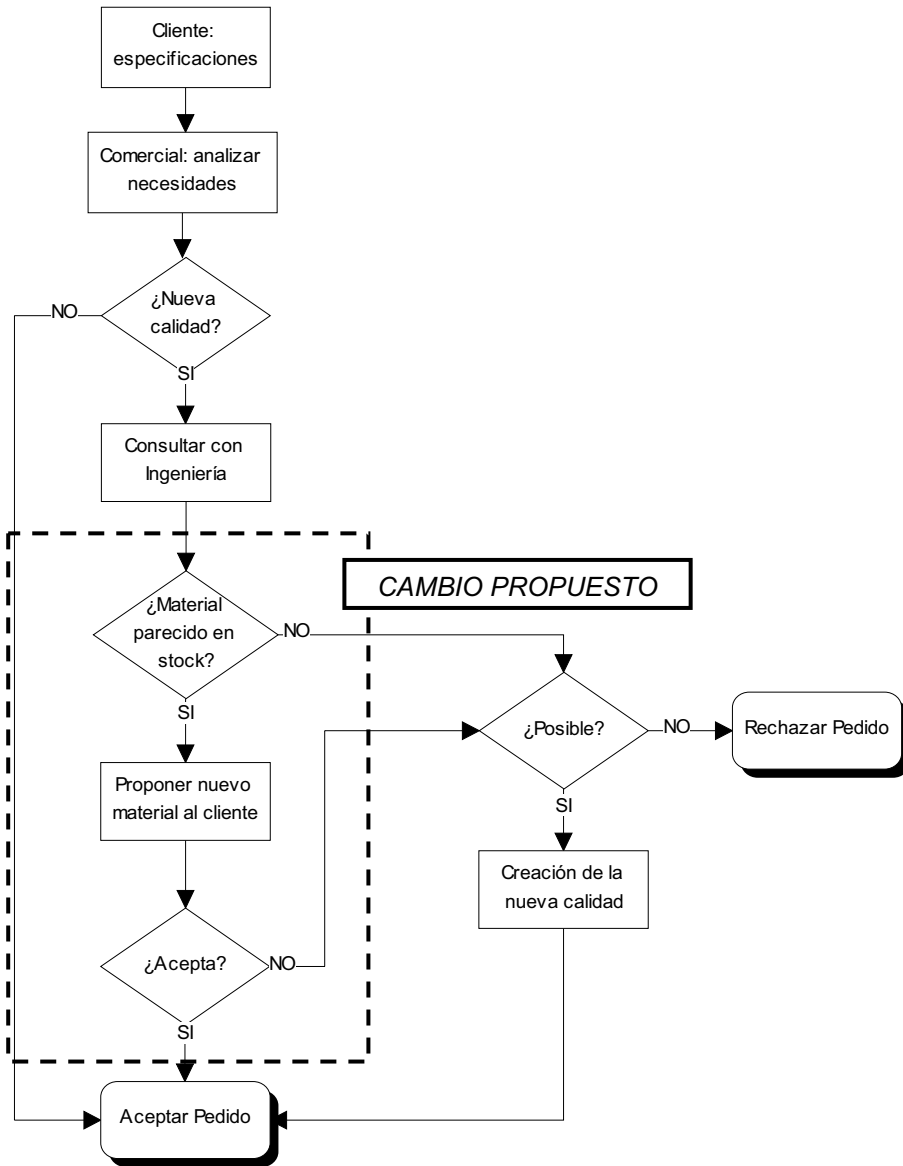 Cliente:
especificaciones
Comercial: analizar
necesidades
¿Nueva
calidad?
NO
SI
Consultar con
Ingeniería
CAMBIO PROPUESTO
¿Material
parecido en
stock?
NO
SI
¿Posible?
NO
Rechazar Pedido
SI
Proponer nuevo
material al cliente
Creación de la
nueva calidad
¿Acepta?
NO
SI
Aceptar Pedido